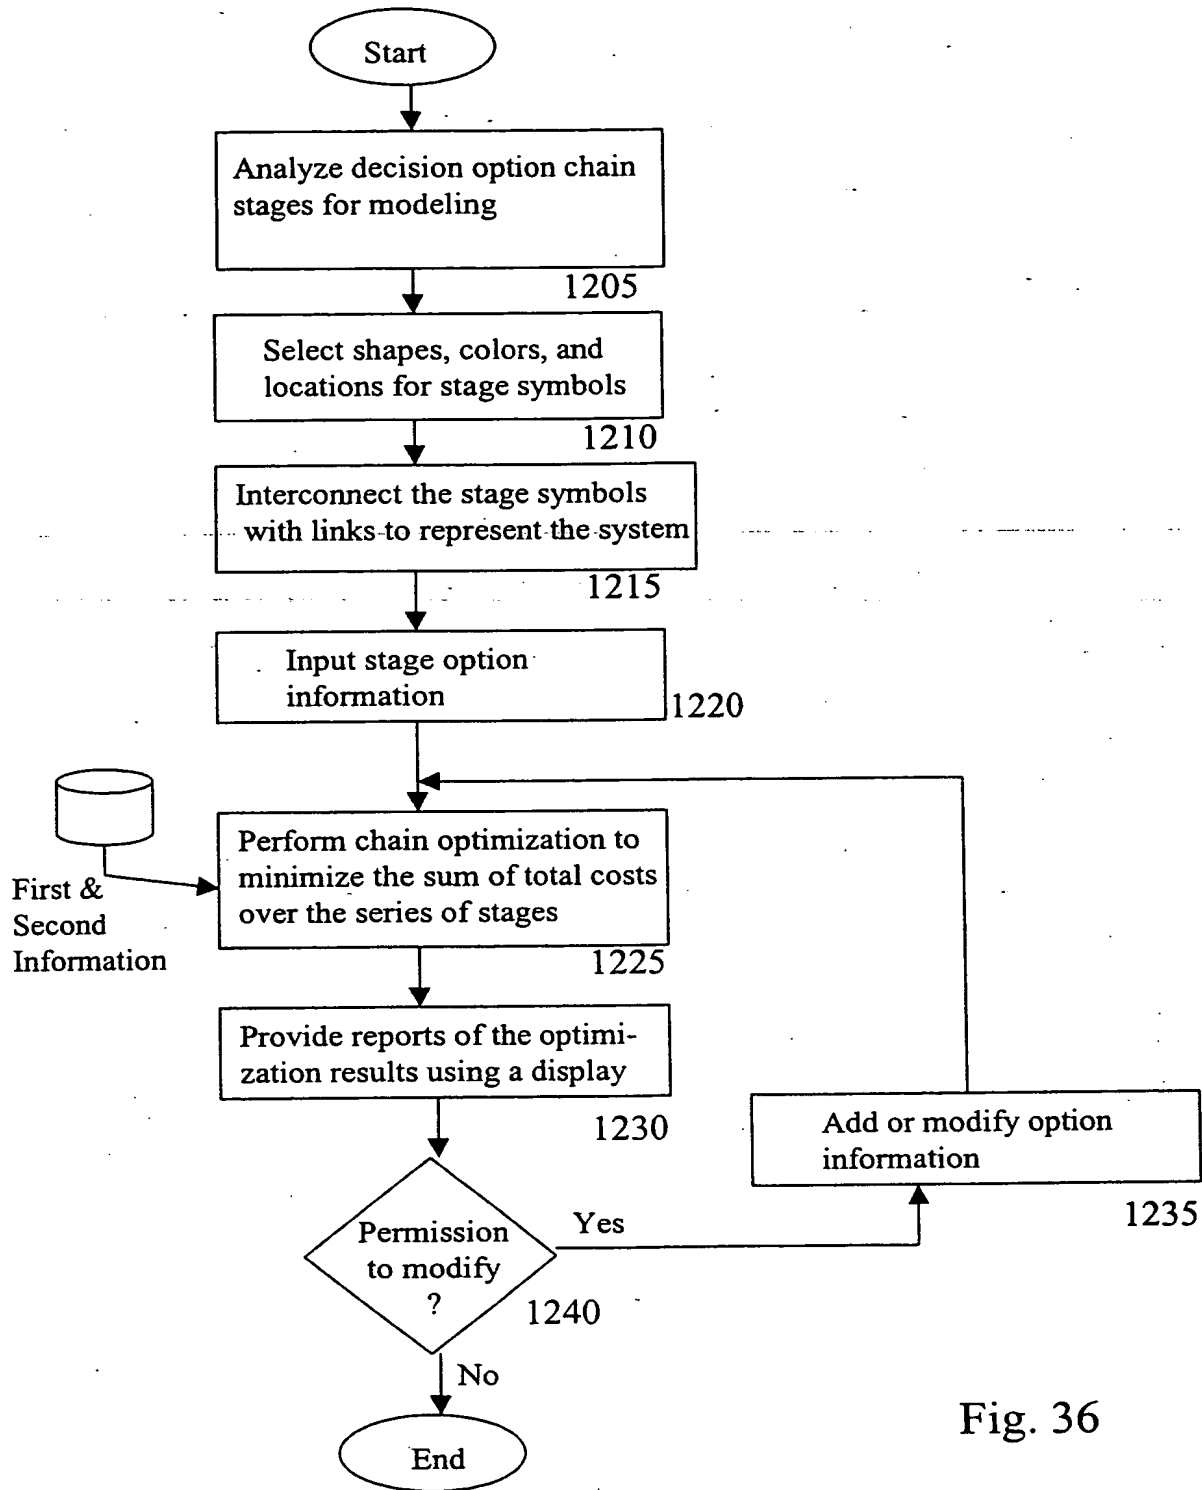 Start
Analyze decision option chain
stages for modeling
1205
Select shapes, colors, and
locations for stage symbols
1210
Interconnect the stage symbols
with links to represent the system
1215
Input stage option
information
1220
First &
Second
Information
Perform chain optimization to
minimize the sum of total costs
over the series of stages
1225
Provide reports of the optimi-
zation results using a display
1230
Add or modify option
information
1235
Permission
to modify
?
1240
Yes
No
End
Fig. 36